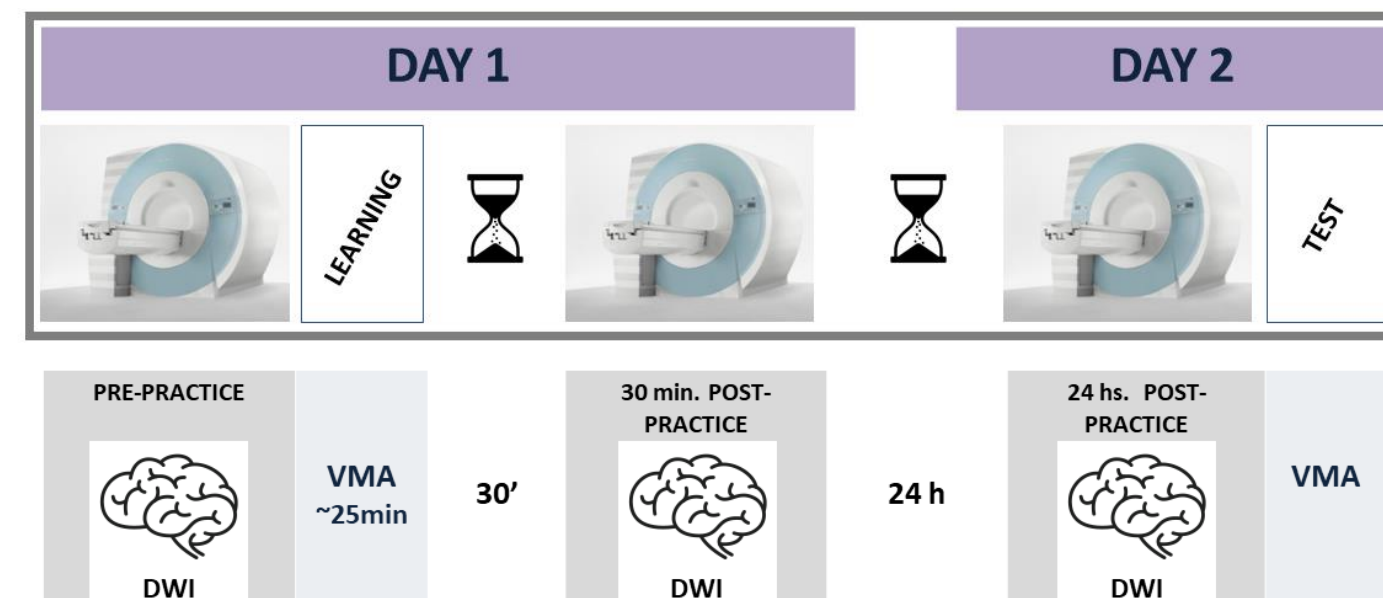 DAY 1
DAY 2
LEARNING
TEST
PRE-PRACTICE
30 min. POST-
PRACTICE
24 hs. POST-
PRACTICE
VMA
~25min
30’
24 h
VMA
DWI
DWI
DWI